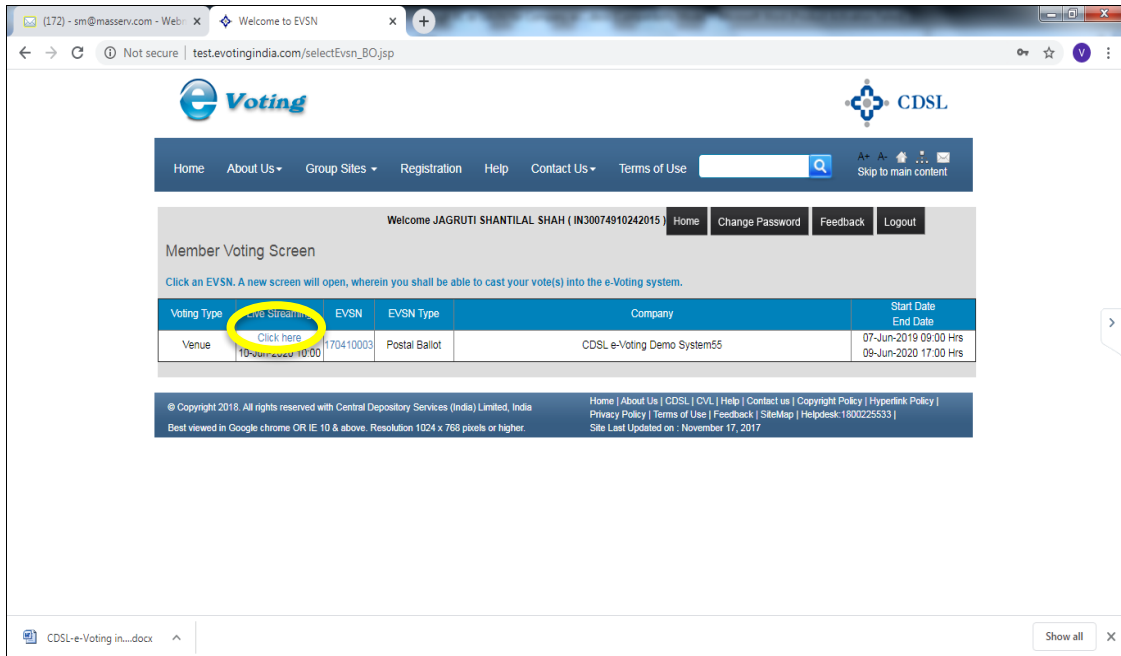 (172) - sm@masserv.com - Web
Welcome to EVSN
Not secure | test.evotingindia.com/selectEvsn_BO.jsp
V
e Voting
CDSL
Home About Us Group Sites Registration Help Contact Us Terms of Use
A+ A-
Skip to main content
Welcome JAGRUTI SHANTILAL SHAH ( IN30074910242015 ) Home Change Password Feedback Logout
Member Voting Screen
Click an EVSN. A new screen will open, wherein you shall be able to cast your vote(s) into the e-Voting system.
Voting Type Live Streaming EVSN EVSN Type Company Start Date
End Date
Venue Click here 170410003 Postal Ballot CDSL e-Voting Demo System55 07-Jun-2019 09:00 Hrs
10-Jun-2020 10:00 09-Jun-2020 17:00 Hrs
© Copyright 2018. All rights reserved with Central Depository Services (India) Limited, India
Best viewed in Google chrome OR IE 10 & above. Resolution 1024 x 768 pixels or higher.
Home | About Us | CDSL | CVL | Help | Contact us | Copyright Policy | Hyperlink Policy |
Privacy Policy | Terms of Use | Feedback | SiteMap | Helpdesk:1800225533 |
Site Last Updated on : November 17, 2017
CDSL-e-Voting in....docx
Show all